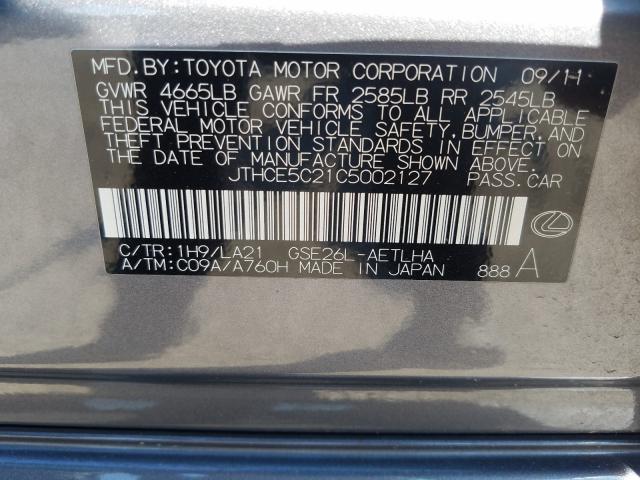 MFD.BY:TOYOTA MOTOR CORPORATION 09/11
GVWR 4665LB GAWR FR 2585LB RR 2545LB
THIS VEHICLE CONFORMS TO ALL APPLICABLE
FEDERAL MOTOR VEHICLE SAFETY,BUMPER,AND
THEFT PREVENTION STANDARDS IN EFFECT ON
THE DATE OF MANUFACTURE SHOWN ABOVE.
JTHCE5C21C5002127 PASS.CAR
C/TR:1H9/LA21 GSE26L-AETLHA
A/TM:C09A/A760H MADE IN JAPAN 888 A